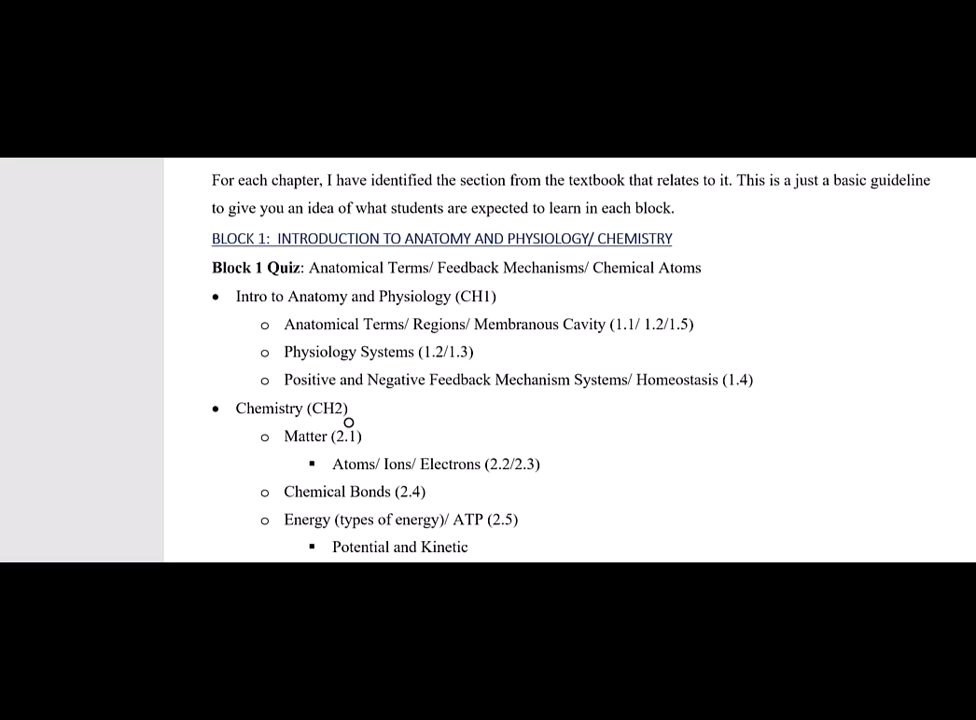 For each chapter, I have identified the section from the textbook that relates to it. This is a just a basic guideline
to give you an idea of what students are expected to learn in each block.
BLOCK 1: INTRODUCTION TO ANATOMY AND PHYSIOLOGY/ CHEMISTRY
Block 1 Quiz: Anatomical Terms/ Feedback Mechanisms/ Chemical Atoms
• Intro to Anatomy and Physiology (CH1)
o Anatomical Terms/ Regions/ Membranous Cavity (1.1/ 1.2/1.5)
o Physiology Systems (1.2/1.3)
o Positive and Negative Feedback Mechanism Systems/ Homeostasis (1.4)
• Chemistry (CH2)
o Matter (2.1)
▪ Atoms/ Ions/ Electrons (2.2/2.3)
o Chemical Bonds (2.4)
o Energy (types of energy)/ ATP (2.5)
▪ Potential and Kinetic